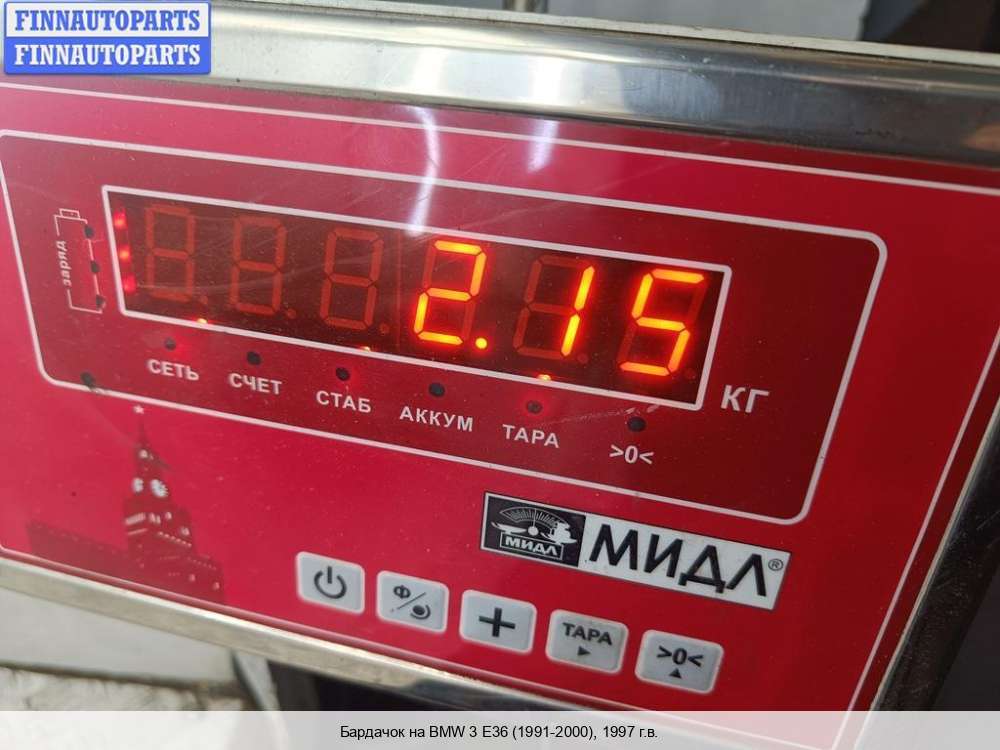 FINNAUTOPARTS
FINNAUTOPARTS
заряд
2.15
КГ
СЕТЬ СЧЕТ СТАБ АККУМ ТАРА >0<
МИДЛ МИДЛ®
Ф ТАРА >0<
Бардачок на BMW 3 E36 (1991-2000), 1997 г.в.